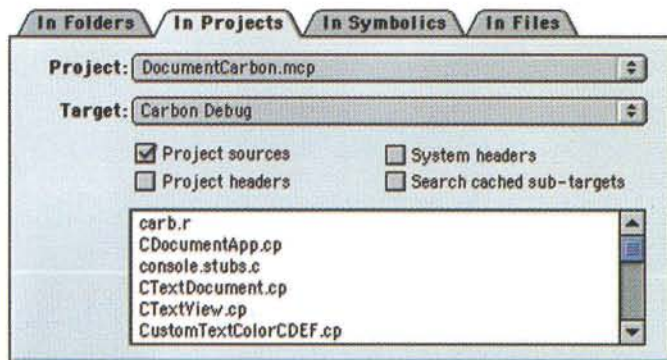 In Folders In Projects In Symbolics In Files
Project: DocumentCarbon.mcp
Target: Carbon Debug
Project sources System headers
Project headers Search cached sub-targets
carb.r
CDocumentApp.cp
console.stubs.c
CTextDocument.cp
CTextView.cp
CustomTextColorCDEF.cp